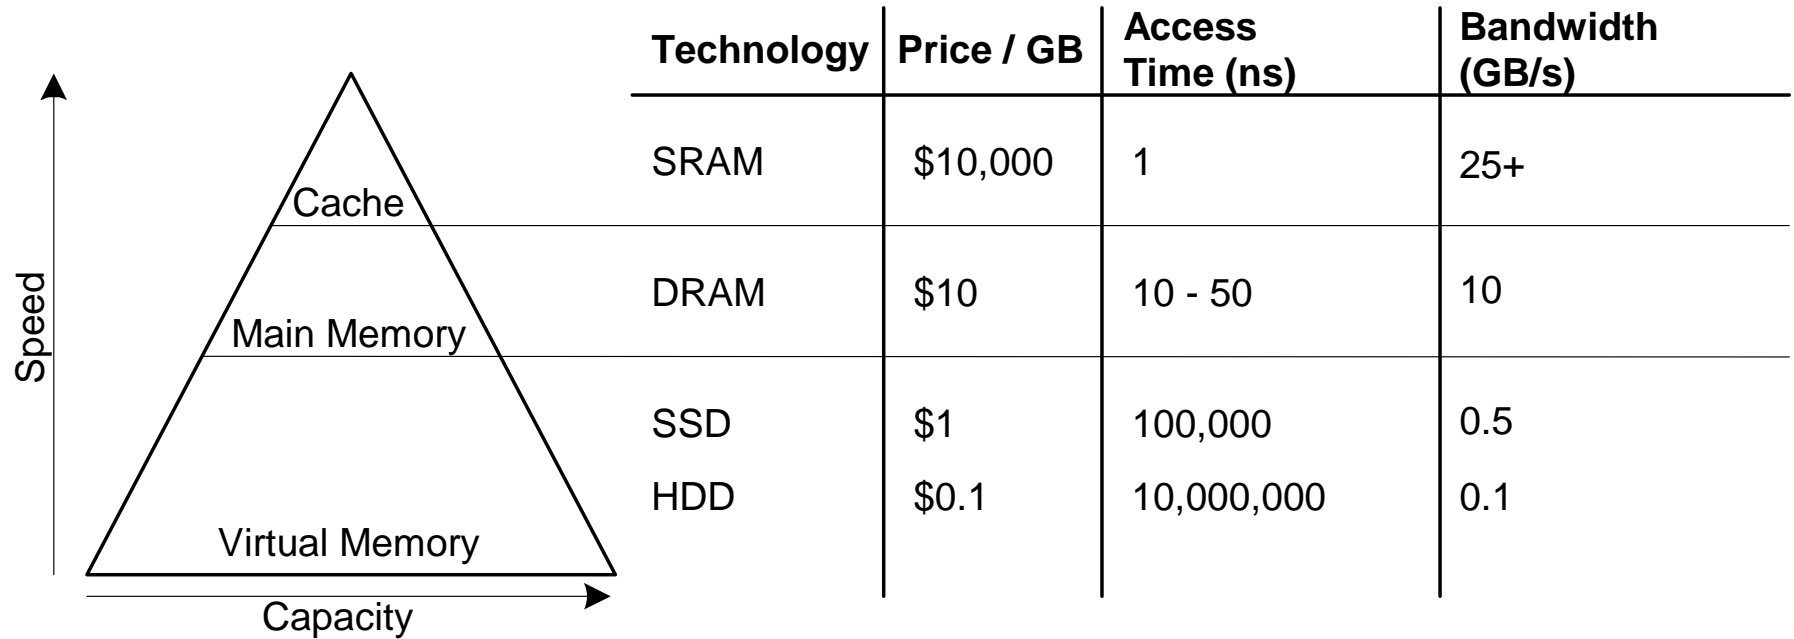 Speed
Cache
Main Memory
Virtual Memory
Capacity
Technology Price / GB Access Time (ns) Bandwidth (GB/s)
SRAM $10,000 1 25+
DRAM $10 10 - 50 10
SSD $1 100,000 0.5
HDD $0.1 10,000,000 0.1